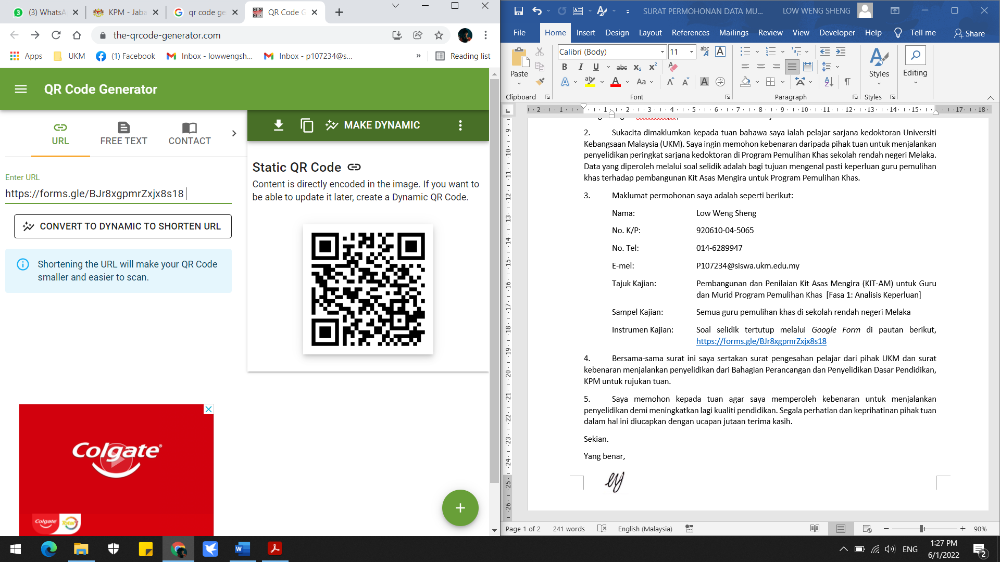 (3) WhatsA
KPM - Jaba
qr code ge
QR Code G
the-qrcode-generator.com
Apps
UKM
(1) Facebook
Inbox - lowwengsh...
Inbox - p107234@s...
»
Reading list
QR Code Generator
URL
FREE TEXT
CONTACT
MAKE DYNAMIC
Enter URL
https://forms.gle/BJr8xgpmrZxjx8s18
CONVERT TO DYNAMIC TO SHORTEN URL
Shortening the URL will make your QR Code
smaller and easier to scan.
Static QR Code
Content is directly encoded in the image. If you want to
be able to update it later, create a Dynamic QR Code.
Colgate
Colgate Total
SURAT PERMOHONAN DATA MU...
LOW WENG SHENG
File Home Insert Design Layout References Mailings Review View Developer Help Tell me Share
Calibri (Body) 11
Paste
Styles
Editing
Clipboard
Font
Paragraph
Styles
2. Sukacita dimaklumkan kepada tuan bahawa saya ialah pelajar sarjana kedoktoran Universiti
Kebangsaan Malaysia (UKM). Saya ingin memohon kebenaran daripada pihak tuan untuk menjalankan
penyelidikan peringkat sarjana kedoktoran di Program Pemulihan Khas sekolah rendah negeri Melaka.
Data yang diperoleh melalui soal selidik adalah bagi tujuan mengenal pasti keperluan guru pemulihan
khas terhadap pembangunan Kit Asas Mengira untuk Program Pemulihan Khas.
3. Maklumat permohonan saya adalah seperti berikut:
Nama: Low Weng Sheng
No. K/P: 920610-04-5065
No. Tel: 014-6289947
E-mel: P107234@siswa.ukm.edu.my
Tajuk Kajian: Pembangunan dan Penilaian Kit Asas Mengira (KIT-AM) untuk Guru
dan Murid Program Pemulihan Khas [Fasa 1: Analisis Keperluan]
Sampel Kajian: Semua guru pemulihan khas di sekolah rendah negeri Melaka
Instrumen Kajian: Soal selidik tertutup melalui Google Form di pautan berikut,
https://forms.gle/BJr8xgpmrZxjx8s18
4. Bersama-sama surat ini saya sertakan surat pengesahan pelajar dari pihak UKM dan surat
kebenaran menjalankan penyelidikan dari Bahagian Perancangan dan Penyelidikan Dasar Pendidikan,
KPM untuk rujukan tuan.
5. Saya memohon kepada tuan agar saya memperoleh kebenaran untuk menjalankan
penyelidikan demi meningkatkan lagi kualiti pendidikan. Segala perhatian dan keprihatinan pihak tuan
dalam hal ini diucapkan dengan ucapan jutaan terima kasih.
Sekian.
Yang benar,
Page 1 of 2 241 words English (Malaysia) 90%
ENG
1:27 PM
6/1/2022
2